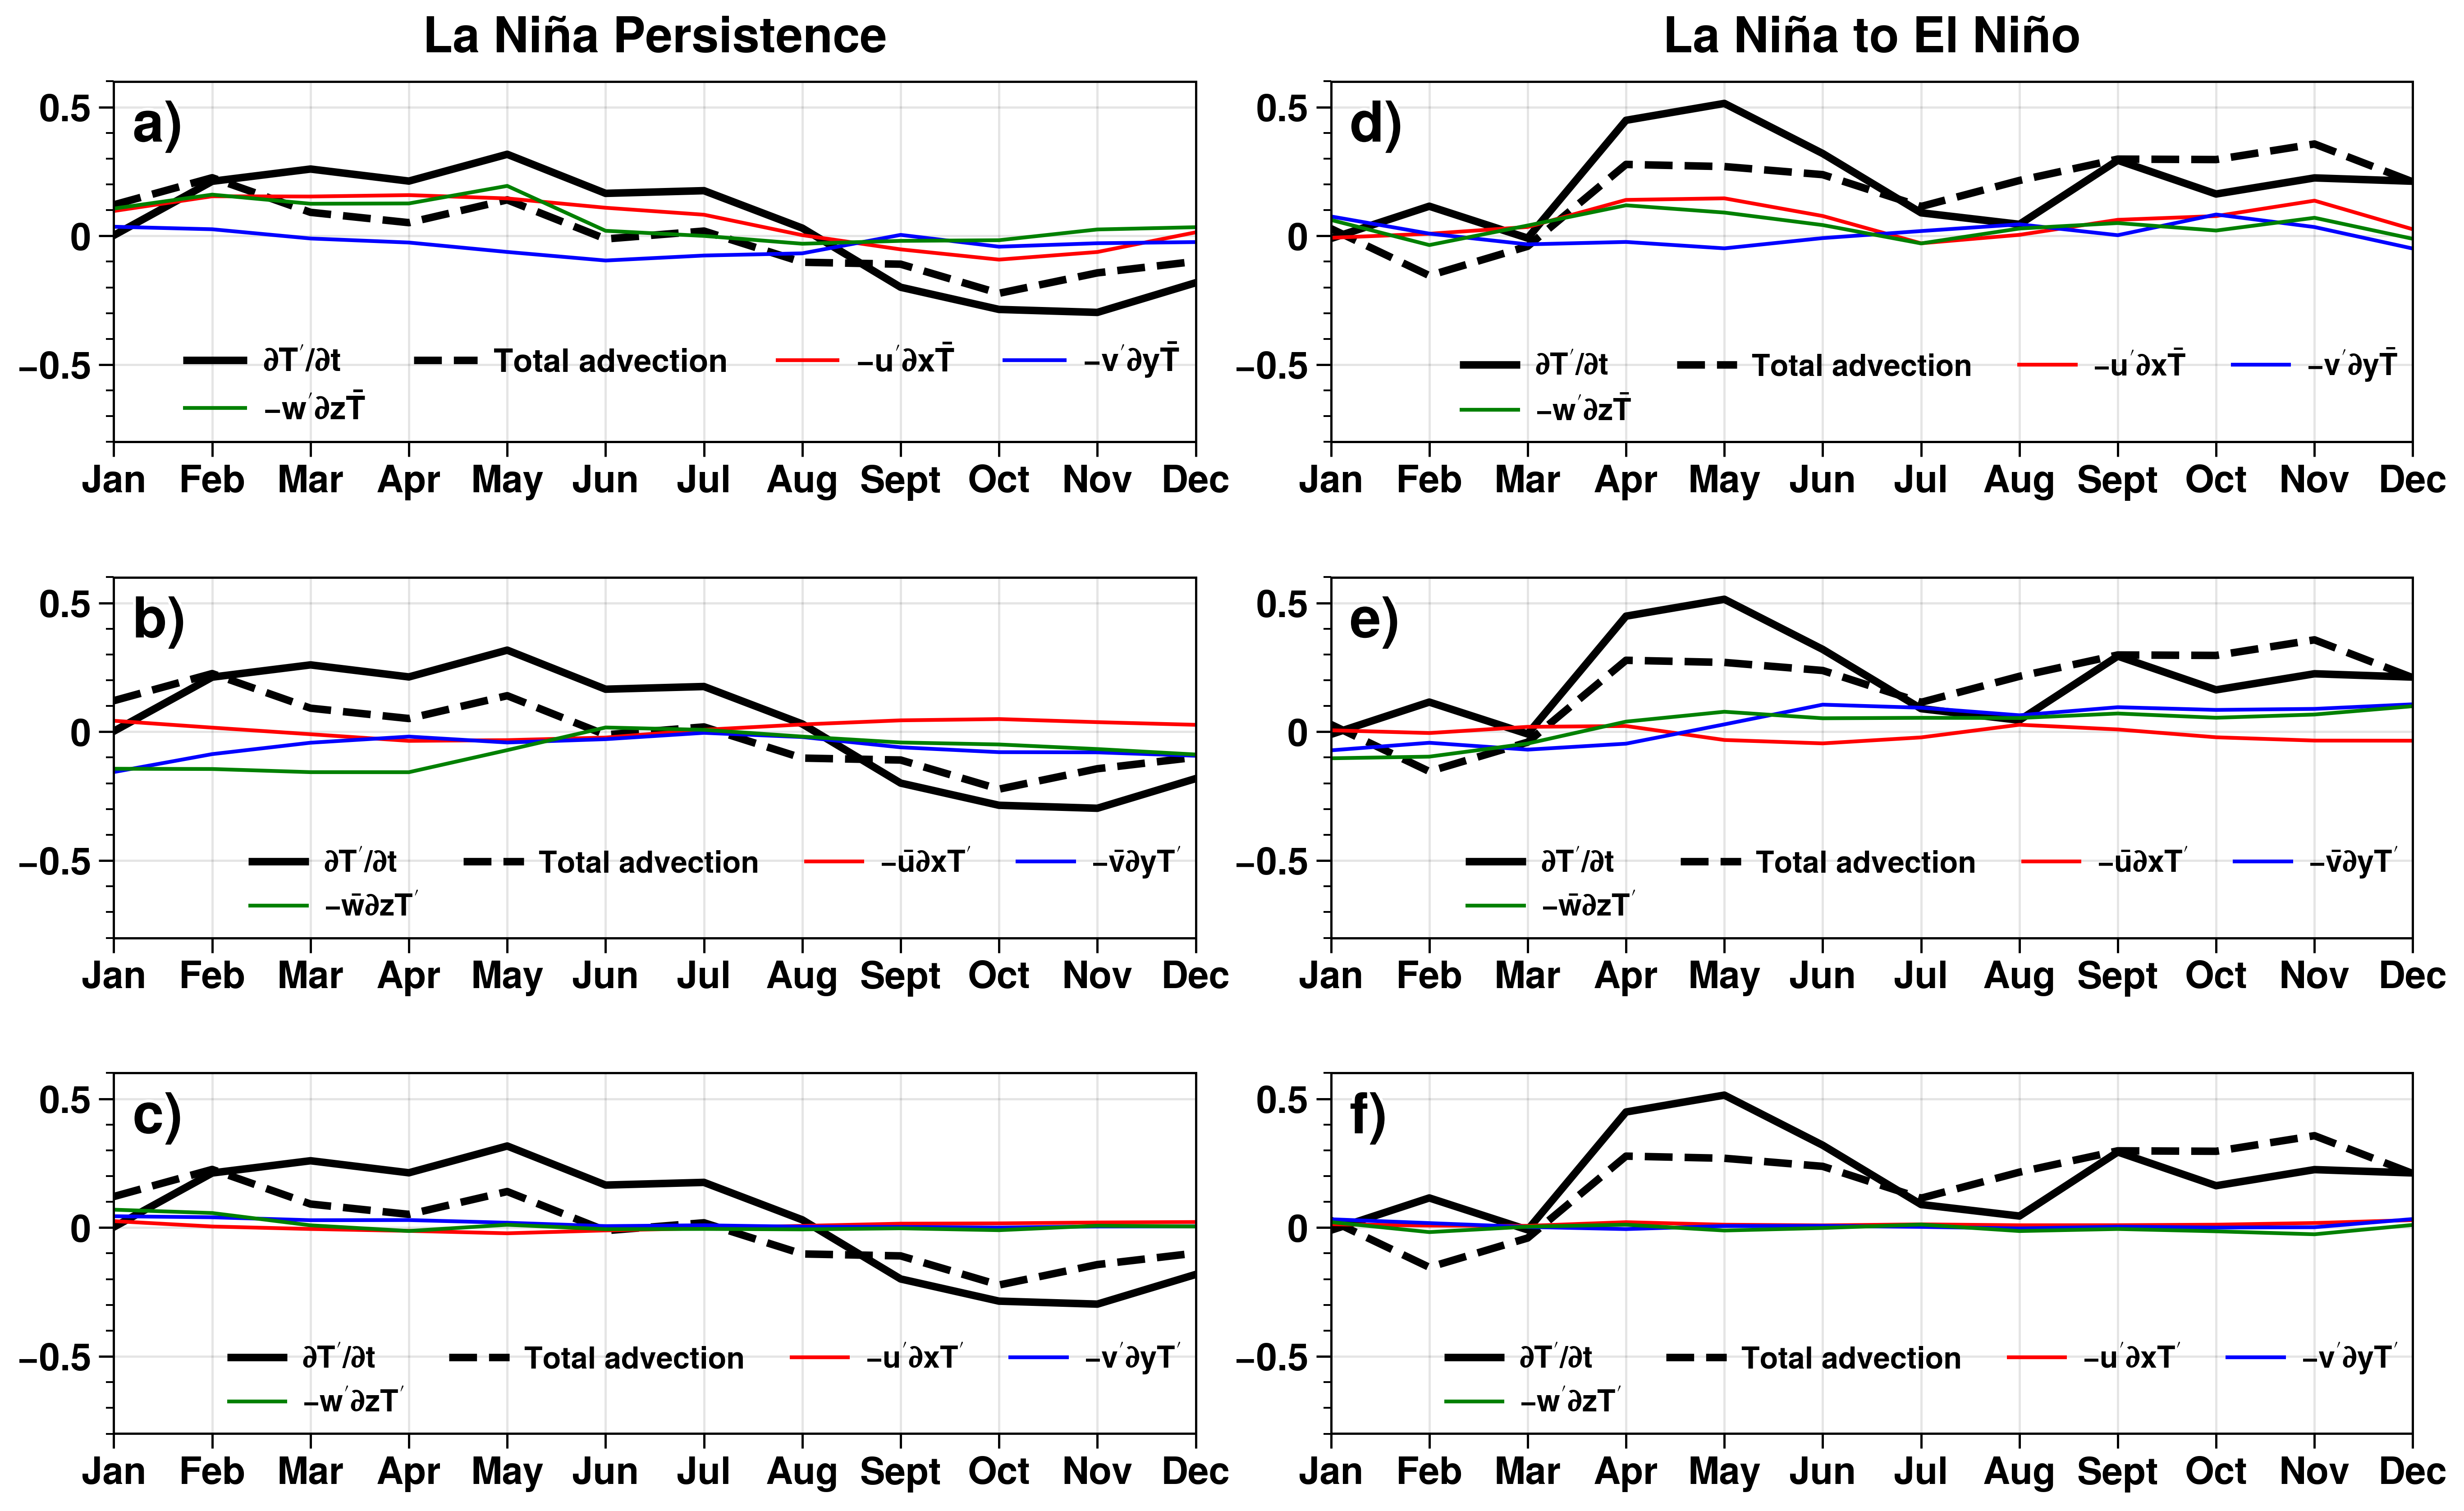 La Niña Persistence
a)
0.5
0
−0.5
∂T′/∂t Total advection −u′∂xT̄ −v′∂yT̄
−w′∂zT̄
Jan Feb Mar Apr May Jun Jul Aug Sept Oct Nov Dec
b)
0.5
0
−0.5
∂T′/∂t Total advection −ū∂xT′ −v̄∂yT′
−w̄∂zT′
Jan Feb Mar Apr May Jun Jul Aug Sept Oct Nov Dec
c)
0.5
0
−0.5
∂T′/∂t Total advection −u′∂xT′ −v′∂yT′
−w′∂zT′
Jan Feb Mar Apr May Jun Jul Aug Sept Oct Nov Dec
La Niña to El Niño
d)
0.5
0
−0.5
∂T′/∂t Total advection −u′∂xT̄ −v′∂yT̄
−w′∂zT̄
Jan Feb Mar Apr May Jun Jul Aug Sept Oct Nov Dec
e)
0.5
0
−0.5
∂T′/∂t Total advection −ū∂xT′ −v̄∂yT′
−w̄∂zT′
Jan Feb Mar Apr May Jun Jul Aug Sept Oct Nov Dec
f)
0.5
0
−0.5
∂T′/∂t Total advection −u′∂xT′ −v′∂yT′
−w′∂zT′
Jan Feb Mar Apr May Jun Jul Aug Sept Oct Nov Dec